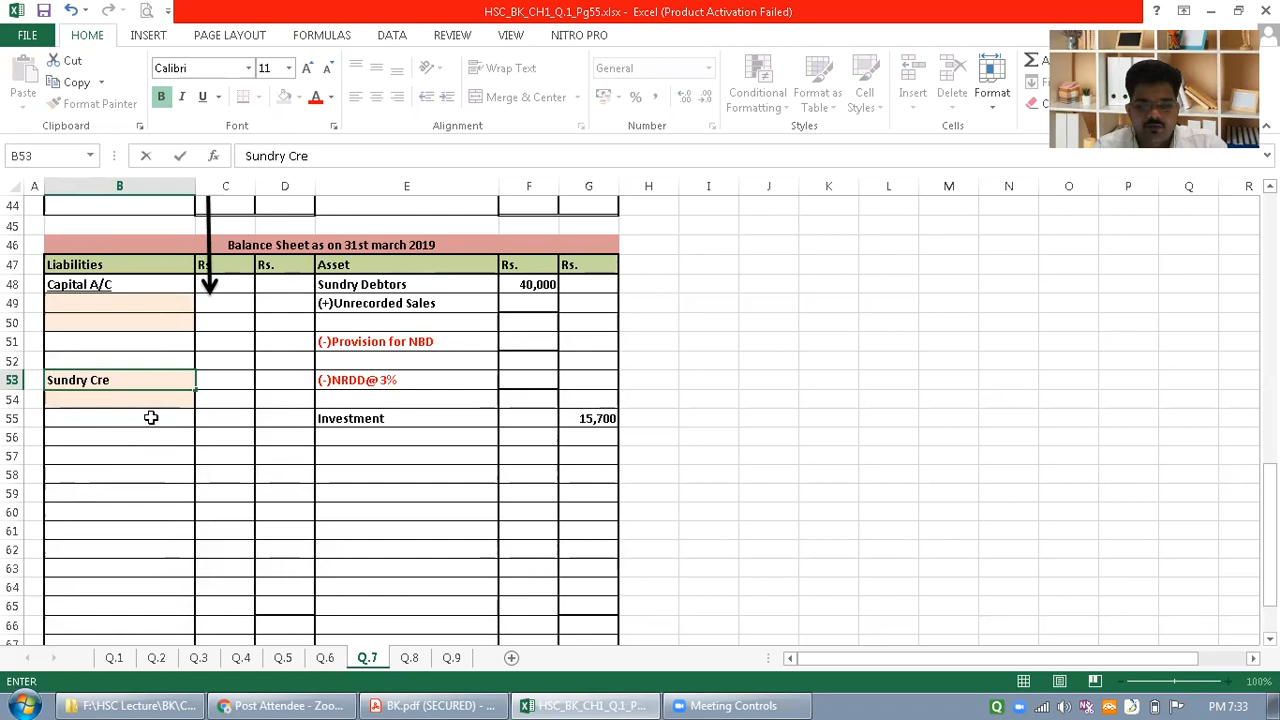 HSC_BK_CH1_Q.1_Pg55.xlsx - Excel (Product Activation Failed)
FILE HOME INSERT PAGE LAYOUT FORMULAS DATA REVIEW VIEW NITRO PRO
Cut
Copy
Format Painter
Paste
Calibri 11
B I U
Wrap Text
Merge & Center
General
Conditional Formatting
Format as Table
Cell Styles
Insert Delete Format
Clipboard Font Alignment Number Styles Cells
B53 Sundry Cre
A B C D E F G H I J K L M N O P Q R
44
45
46 Balance Sheet as on 31st march 2019
47 Liabilities Rs. Asset Rs. Rs.
48 Capital A/C Sundry Debtors 40,000
49 (+)Unrecorded Sales
50
51 (-)Provision for NBD
52
53 Sundry Cre (-)NRDD@ 3%
54
55 Investment 15,700
56
57
58
59
60
61
62
63
64
65
66
67
Q.1 Q.2 Q.3 Q.4 Q.5 Q.6 Q.7 Q.8 Q.9
ENTER 100%
F:\HSC Lecture\BK\C... Post Attendee - Zoo... BK.pdf (SECURED) - ... HSC_BK_CH1_Q.1_P... Meeting Controls PM 7:33